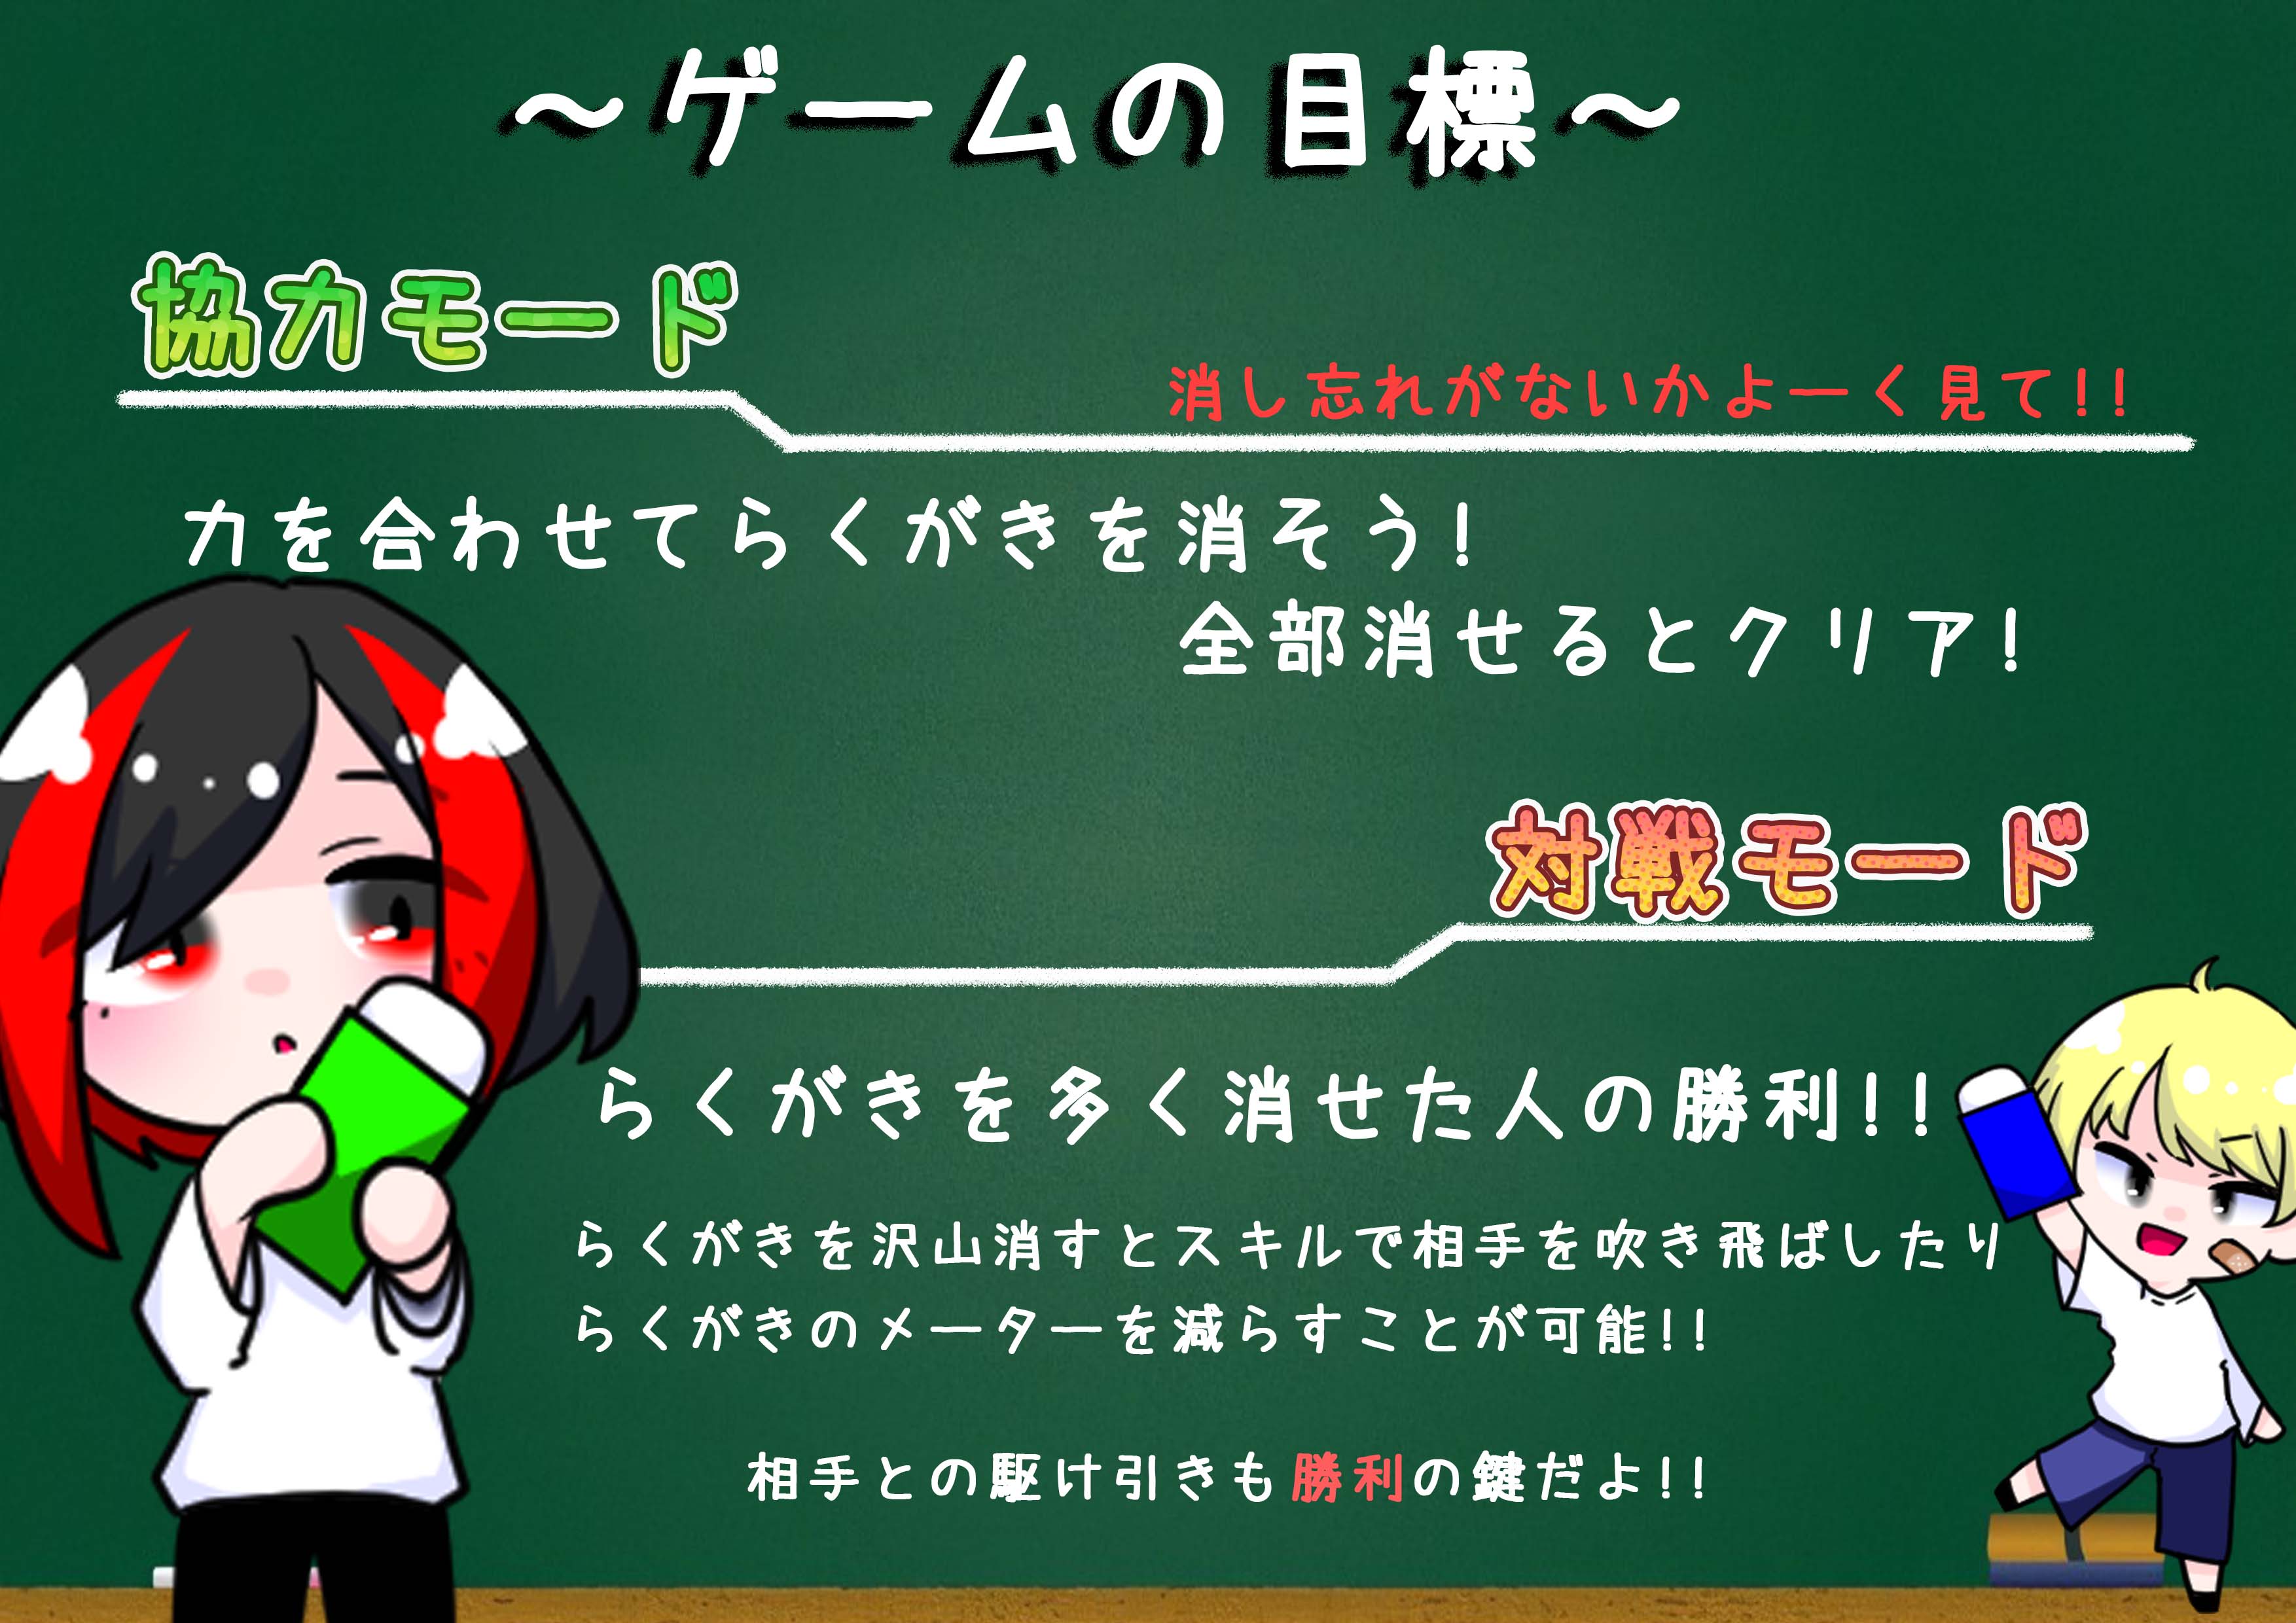 ～ゲームの目標～
協力モード
消し忘れがないかよーく見て!!
力を合わせてらくがきを消そう!
全部消せるとクリア!
対戦モード
らくがきを多く消せた人の勝利!!
らくがきを沢山消すとスキルで相手を吹き飛ばしたり
らくがきのメーターを減らすことが可能!!
相手との駆け引きも勝利の鍵だよ!!